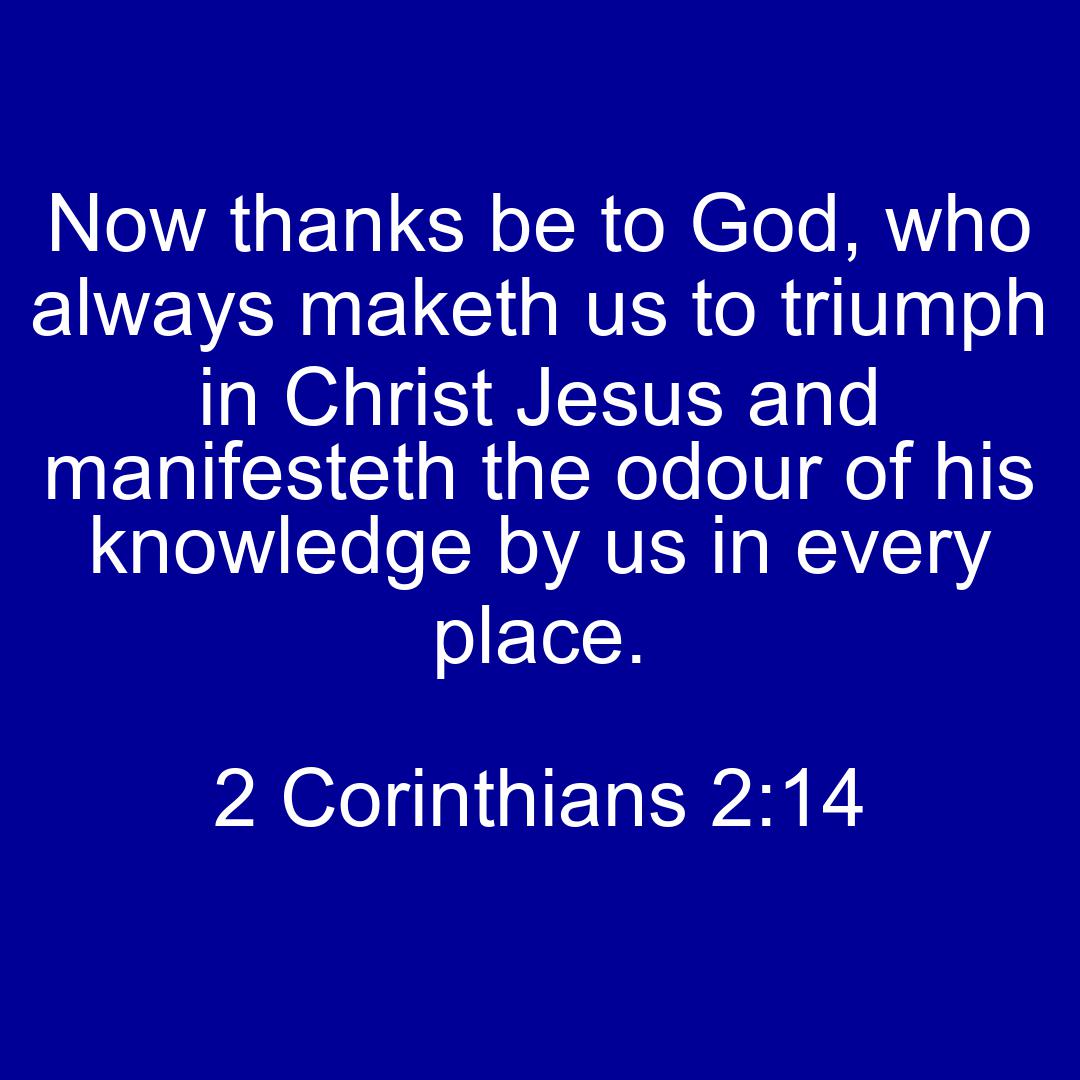 Now thanks be to God, who
always maketh us to triumph
in Christ Jesus and
manifesteth the odour of his
knowledge by us in every
place.
2 Corinthians 2:14